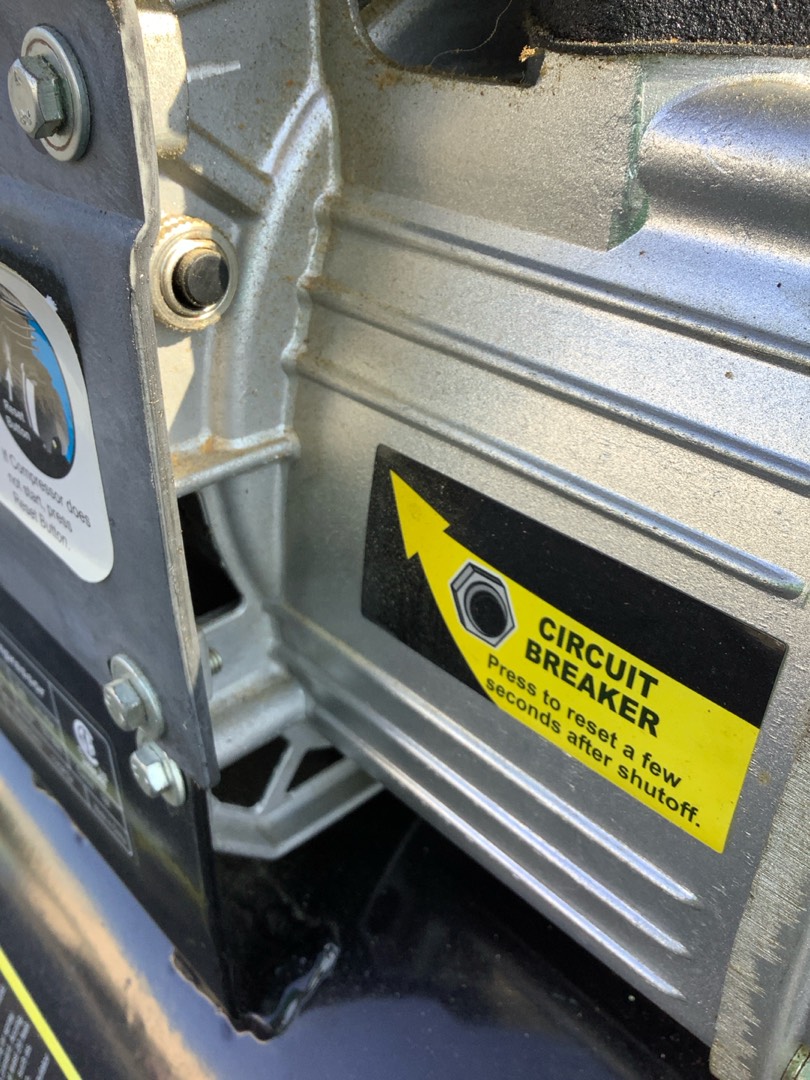 If Compressor does
not start, press
Reset Button.
CIRCUIT
BREAKER
Press to reset a few
seconds after shutoff.